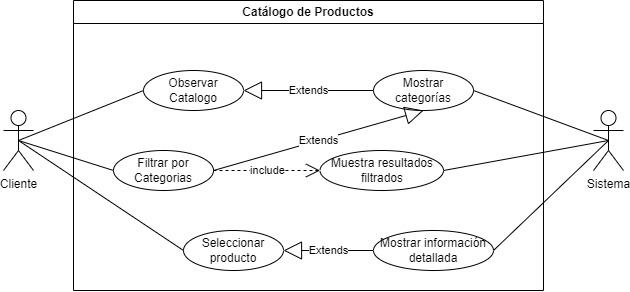 Catálogo de Productos
Observar
Catalogo
Extends
Mostrar
categorías
Extends
Cliente
Filtrar por
Categorias
include
Muestra resultados
filtrados
Sistema
Seleccionar
producto
Extends
Mostrar información
detallada